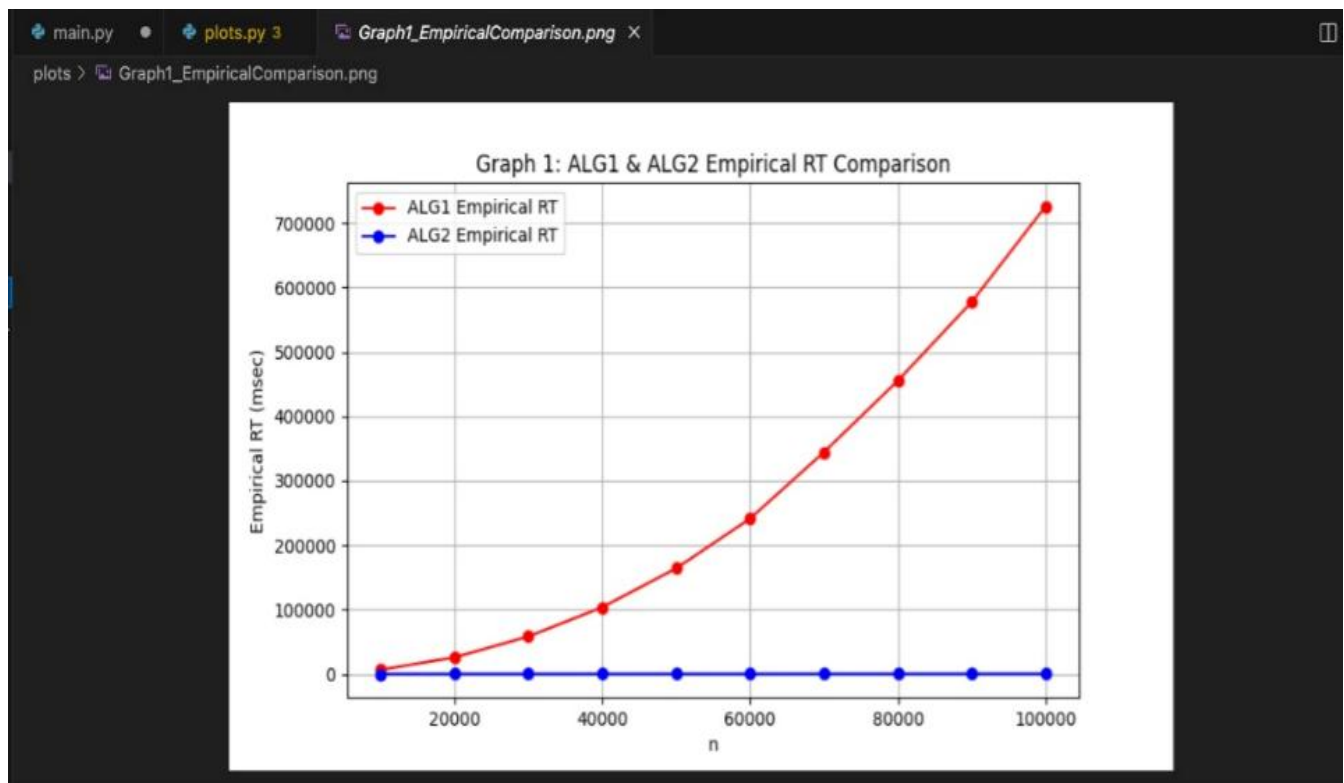 main.py
plots.py 3
Graph1_EmpiricalComparison.png
plots > Graph1_EmpiricalComparison.png
Graph 1: ALG1 & ALG2 Empirical RT Comparison
ALG1 Empirical RT
ALG2 Empirical RT
700000
600000
500000
400000
300000
200000
100000
0
Empirical RT (msec)
20000 40000 60000 80000 100000
n